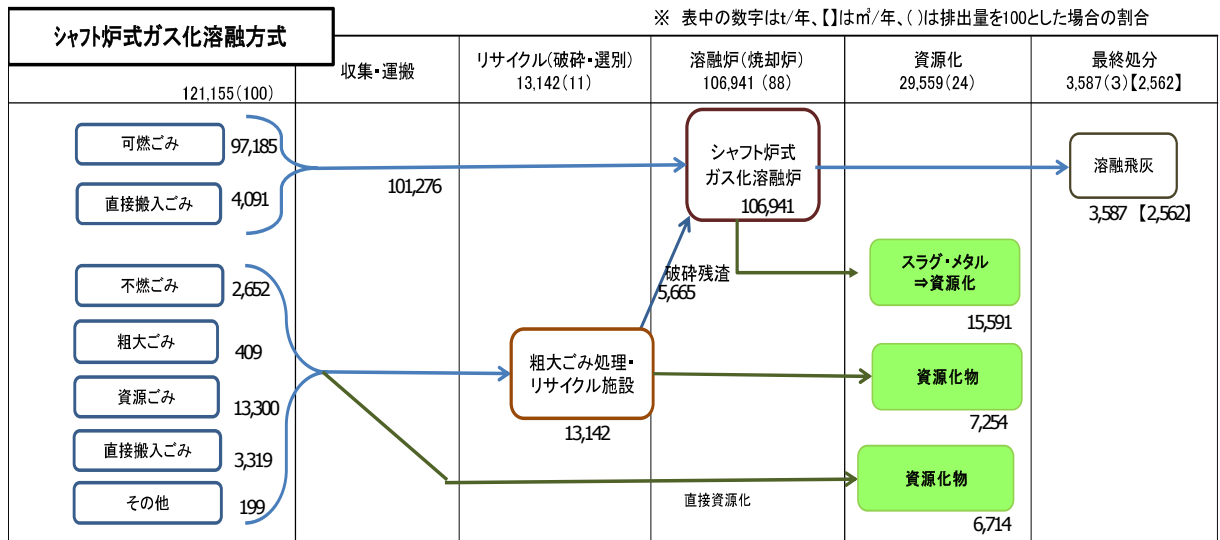 シャフト炉式ガス化溶融方式
※ 表中の数字はt/年、【】は㎥/年、( )は排出量を100とした場合の割合
121,155(100)
収集・運搬
リサイクル(破砕・選別)
13,142(11)
溶融炉(焼却炉)
106,941 (88)
資源化
29,559(24)
最終処分
3,587(3)【2,562】
可燃ごみ
97,185
直接搬入ごみ
4,091
101,276
シャフト炉式
ガス化溶融炉
106,941
溶融飛灰
3,587 【2,562】
破砕残渣
5,665
スラグ・メタル
⇒資源化
15,591
不燃ごみ
2,652
粗大ごみ
409
資源ごみ
13,300
直接搬入ごみ
3,319
その他
199
粗大ごみ処理・
リサイクル施設
13,142
資源化物
7,254
直接資源化
資源化物
6,714